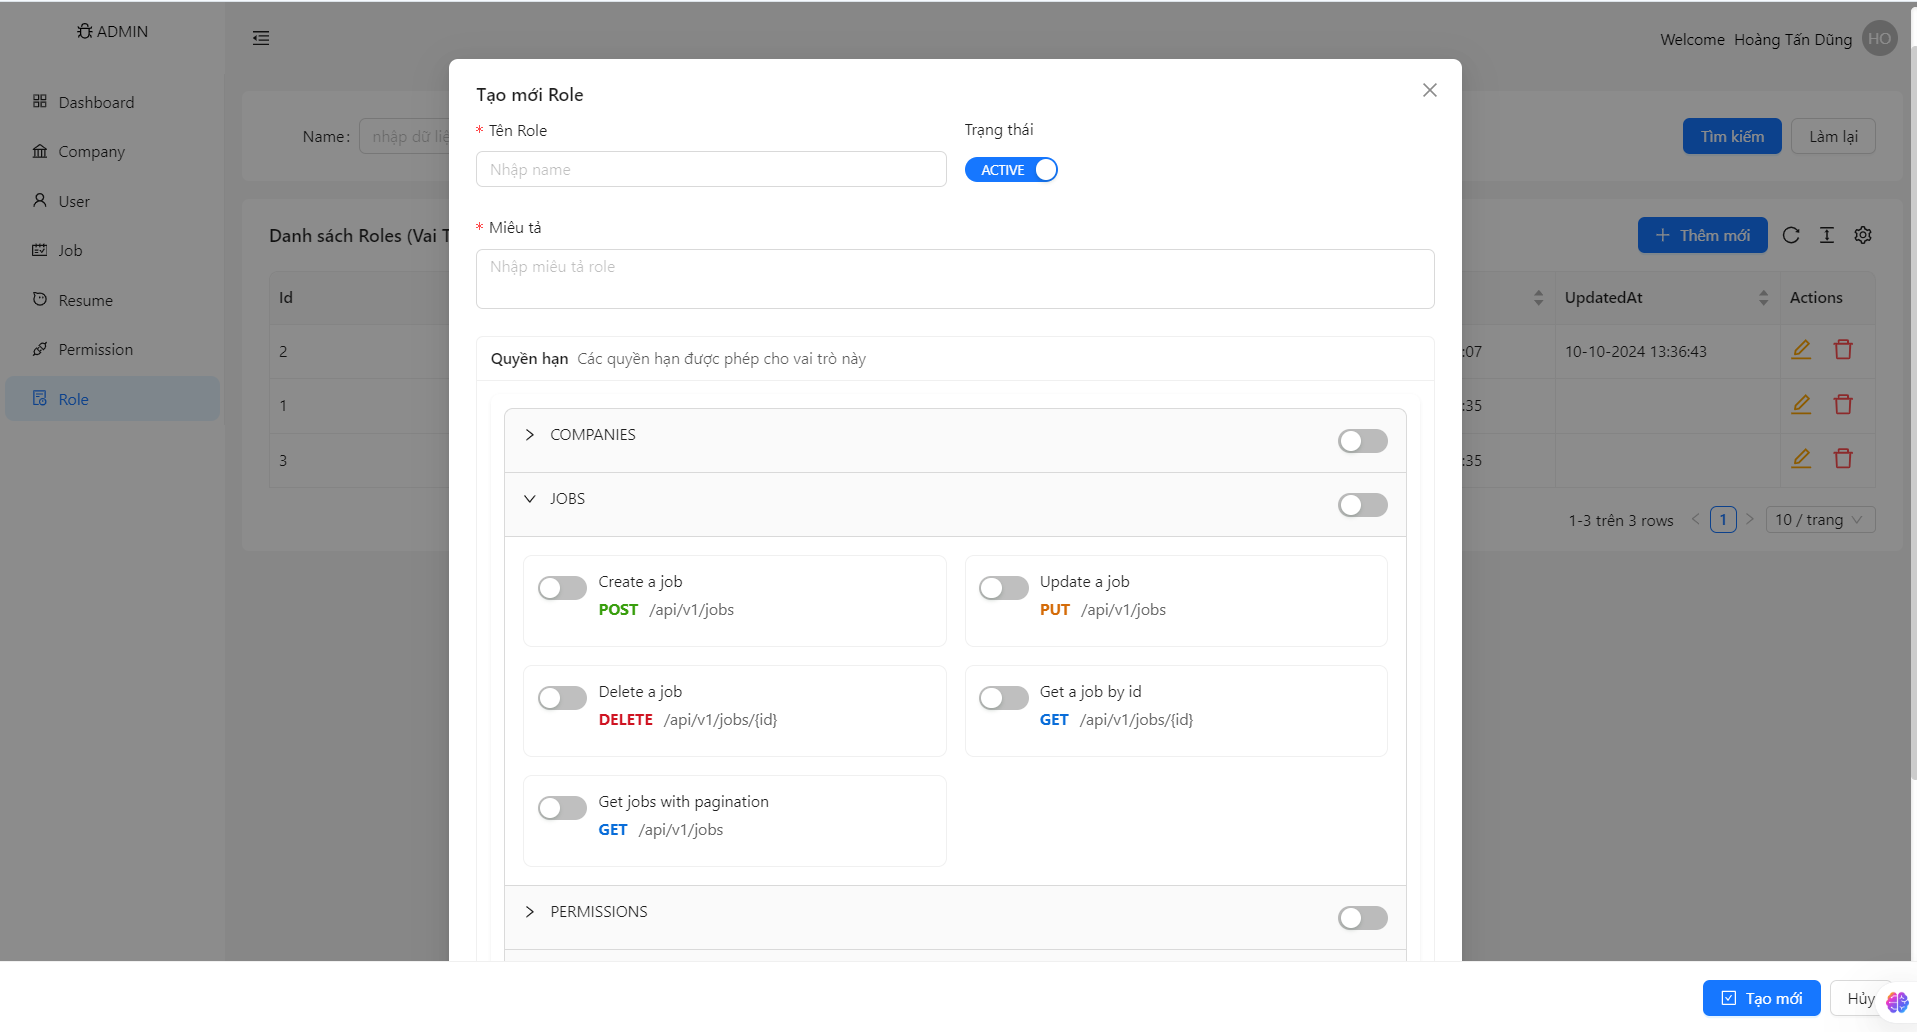 ADMIN
Welcome Hoàng Tấn Dũng HO
Dashboard
Company
User
Job
Resume
Permission
Role
Name:
nhập dữ
Tìm kiếm
Làm lại
Danh sách Roles (Vai
Thêm mới
Id
UpdatedAt
Actions
2
:07
10-10-2024 13:36:43
1
:35
3
:35
1-3 trên 3 rows
1
10 / trang
Tạo mới Role
* Tên Role
Trạng thái
Nhập name
ACTIVE
* Miêu tả
Nhập miêu tả role
Quyền hạn Các quyền hạn được phép cho vai trò này
COMPANIES
JOBS
Create a job
POST /api/v1/jobs
Update a job
PUT /api/v1/jobs
Delete a job
DELETE /api/v1/jobs/{id}
Get a job by id
GET /api/v1/jobs/{id}
Get jobs with pagination
GET /api/v1/jobs
PERMISSIONS
Tạo mới
Hủy